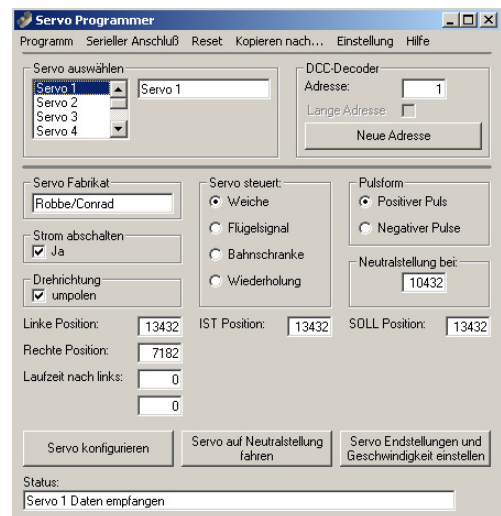 Servo Programmer
Programm Serieller Anschluß Reset Kopieren nach... Einstellung Hilfe
Servo auswählen
Servo 1
Servo 2
Servo 3
Servo 4
Servo 1
DCC-Decoder
Adresse: 1
Lange Adresse
Neue Adresse
Servo Fabrikat
Robbe/Conrad
Strom abschalten
Ja
Drehrichtung
umpolen
Servo steuert:
Weiche
Flügelsignal
Bahnschranke
Wiederholung
Pulsform
Positiver Puls
Negativer Pulse
Neutralstellung bei:
10432
Linke Position: 13432 IST Position: 13432 SOLL Position: 13432
Rechte Position: 7182
Laufzeit nach links: 0
0
Servo konfigurieren
Servo auf Neutralstellung
fahren
Servo Endstellungen und
Geschwindigkeit einstellen
Status:
Servo 1 Daten empfangen